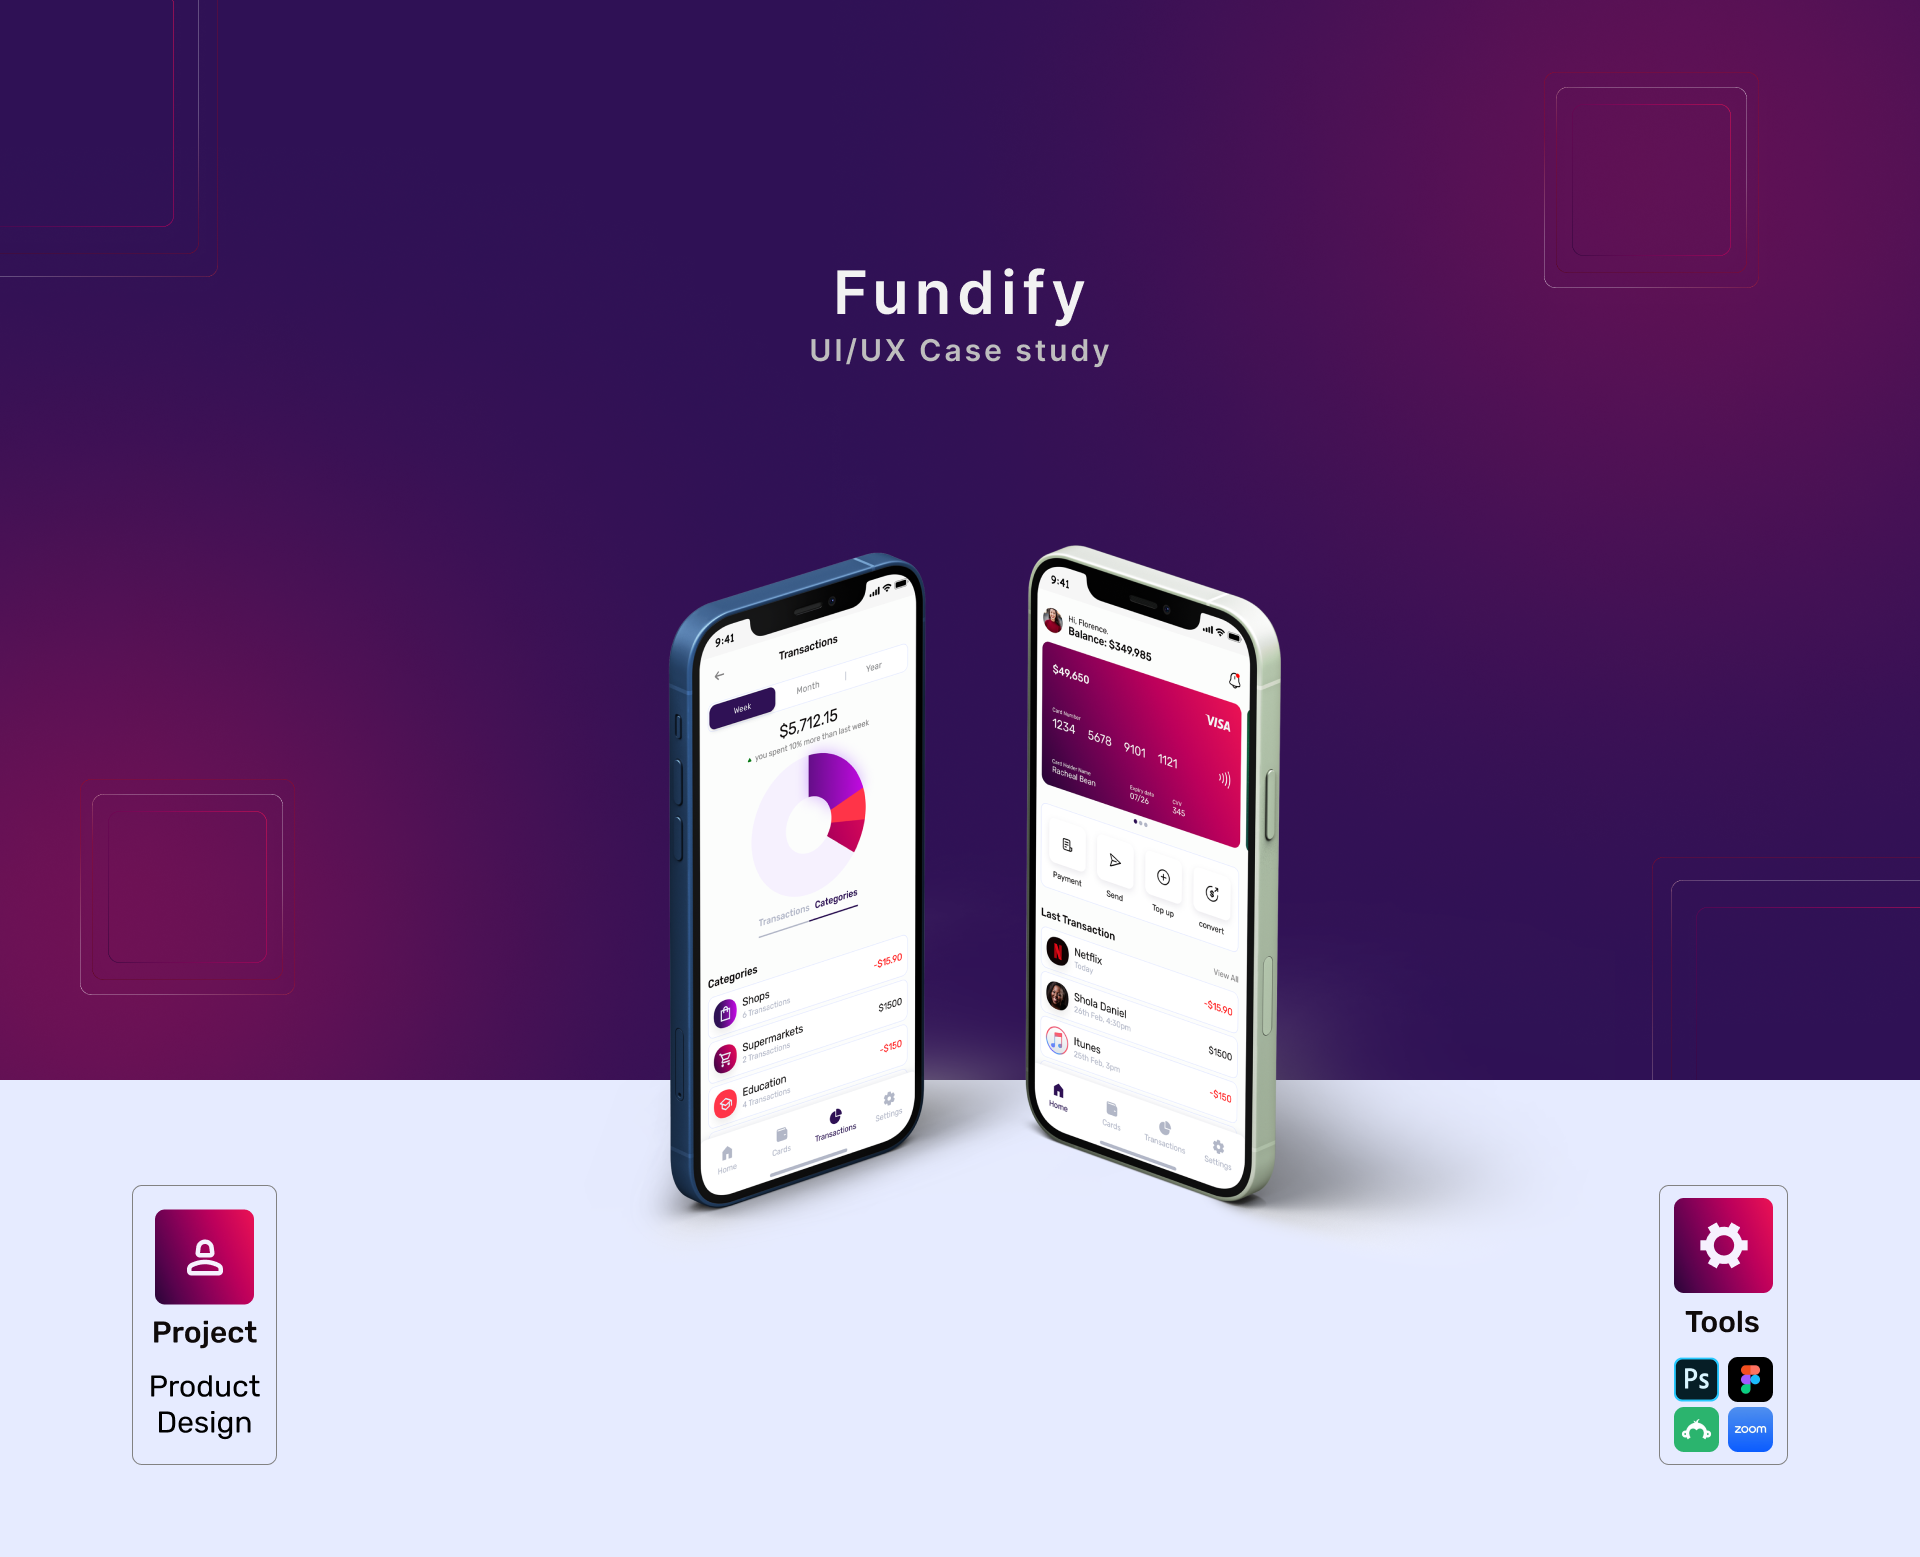 Fundify
UI/UX Case study
9:41
Transactions
Week
Month
Year
$5,712.15
you spent 10% more than last week
Transactions
Categories
Categories
-$15.90
Shops
6 Transactions
$1500
Supermarkets
2 Transactions
-$150
Education
4 Transactions
Home
Cards
Transactions
Settings
9:41
Hi, Florence.
Balance: $349,985
$49,650
VISA
Card Number
1234 5678 9101 1121
Card Holder Name
Racheal Bean
Expiry date
07/26
CVV
345
Payment
Send
Top up
convert
Last Transaction
View All
Netflix
Today
-$15.90
Shola Daniel
26th Feb, 4:30pm
$1500
Itunes
25th Feb, 3pm
-$150
Home
Cards
Transactions
Settings
Project
Product
Design
Tools
Ps
zoom